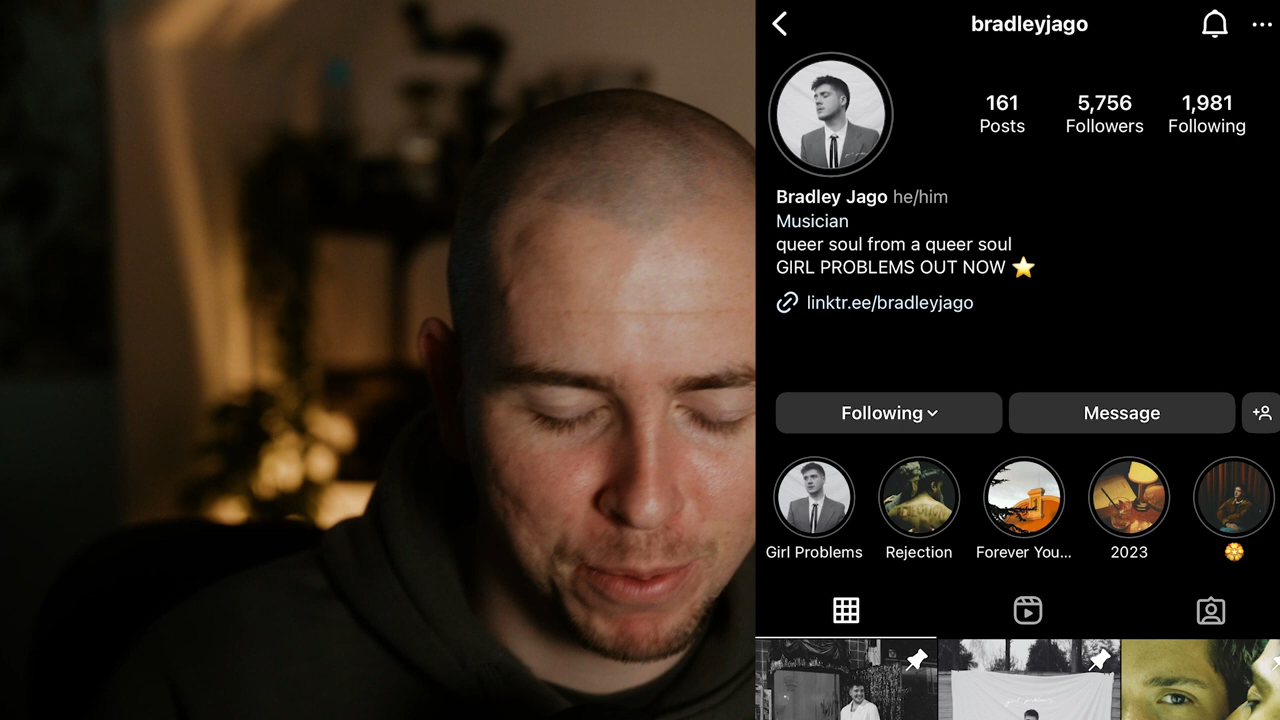 bradleyjago
161 5,756 1,981
Posts Followers Following
Bradley Jago he/him
Musician
queer soul from a queer soul
GIRL PROBLEMS OUT NOW ⭐
linktr.ee/bradleyjago
Following Message
Girl Problems Rejection Forever You... 2023